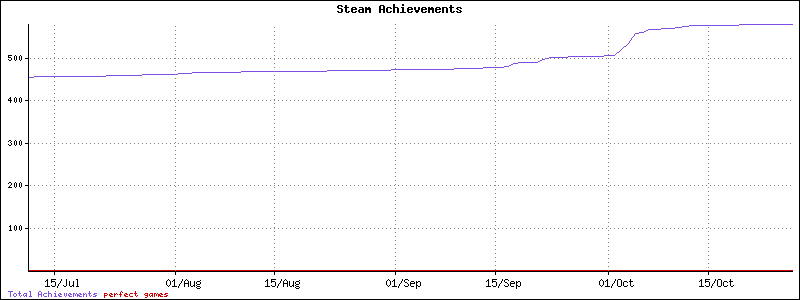 Steam Achievements
500
400
300
200
100
15/Jul 01/Aug 15/Aug 01/Sep 15/Sep 01/Oct 15/Oct
Total Achievements perfect games